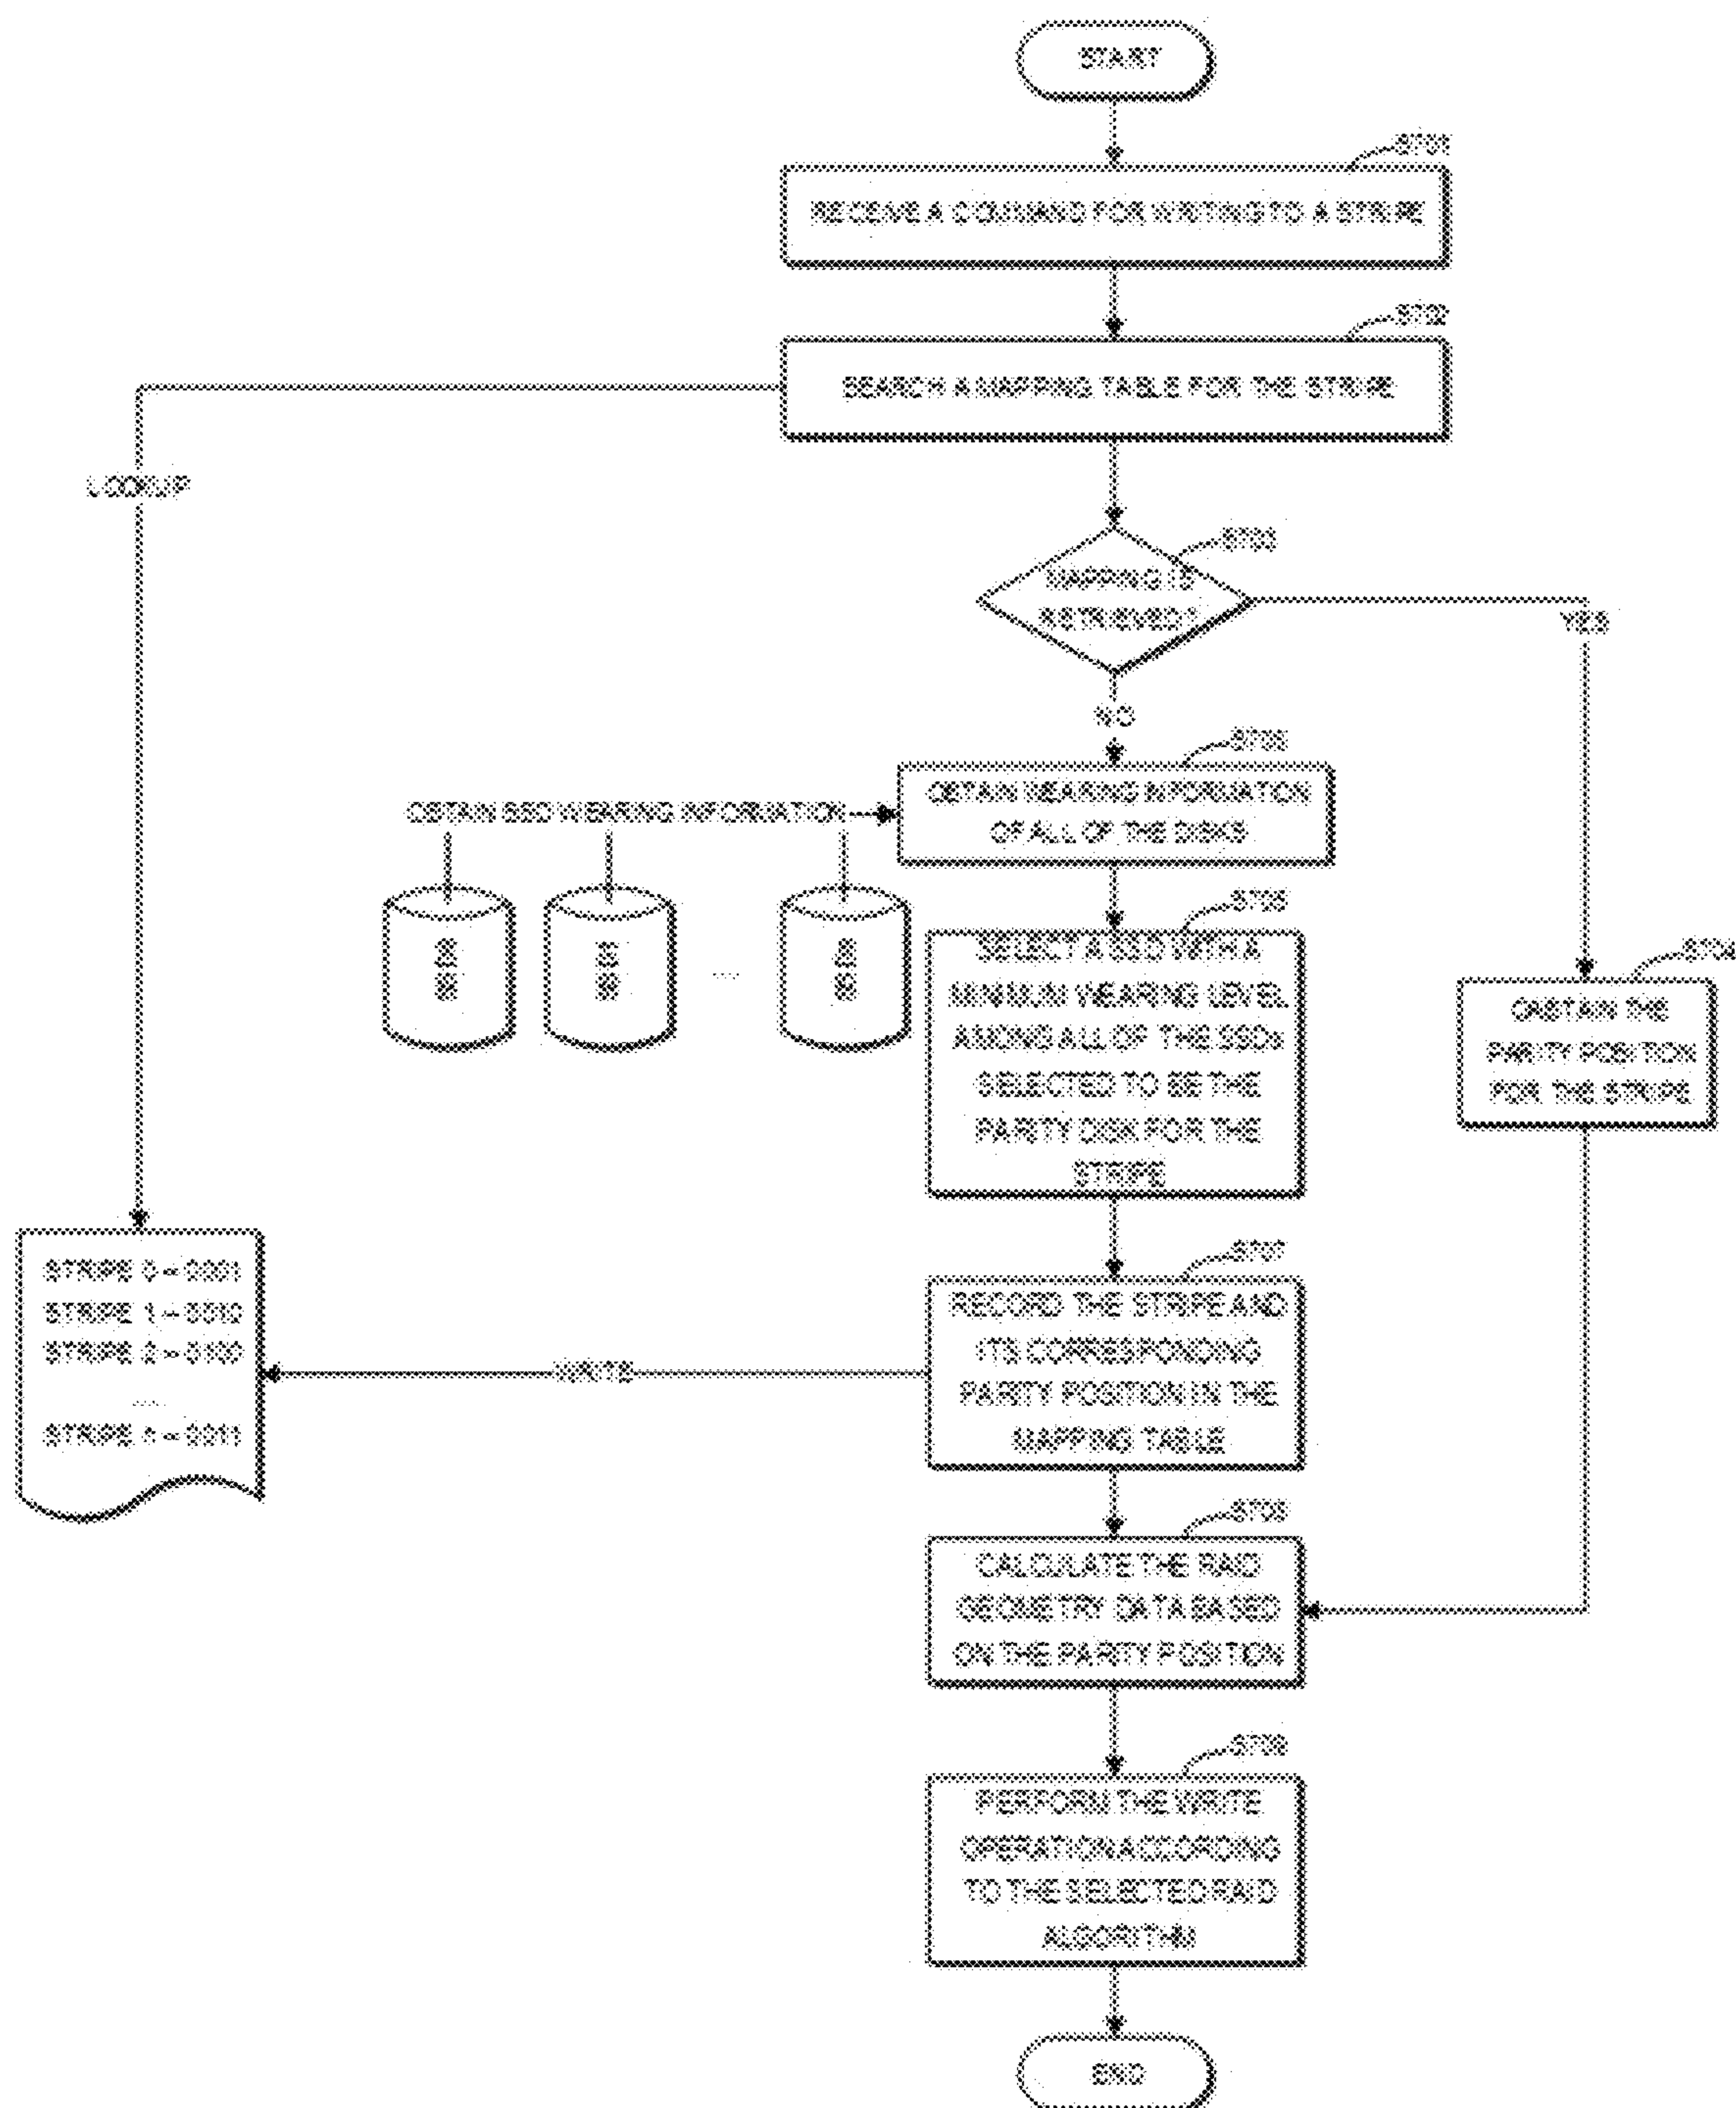 START
S701
RECEIVE A COMMAND FOR WRITING TO A STRIPE
S702
SEARCH A MAPPING TABLE FOR THE STRIPE
LOOKUP
S703
MAPPING IS
RETRIEVED?
YES
NO
S705
OBTAIN WEARING INFORMATION
OF ALL OF THE DISKS
OBTAIN SSD WEARING INFORMATION
...
S706
SELECT A SSD WITH A
MINIMUM WEARING LEVEL
AMONG ALL OF THE SSDs
SELECTED TO BE THE
PARITY DISK FOR THE
STRIPE
S704
OBSTAIN THE
PARITY POSITION
FOR THE STRIPE
STRIPE 0 – 0001
STRIPE 1 – 0010
STRIPE 2 – 0100
....
STRIPE n – 0011
WRITE
S707
RECORD THE STRIPE AND
ITS CORRESPONDING
PARITY POSITION IN THE
MAPPING TABLE
S708
CALCULATE THE RAID
GEOMETRY DATA BASED
ON THE PARITY POSITION
S709
PERFORM THE WRITE
OPERATION ACCORDING
TO THE SELECTED RAID
ALGORITHM
END